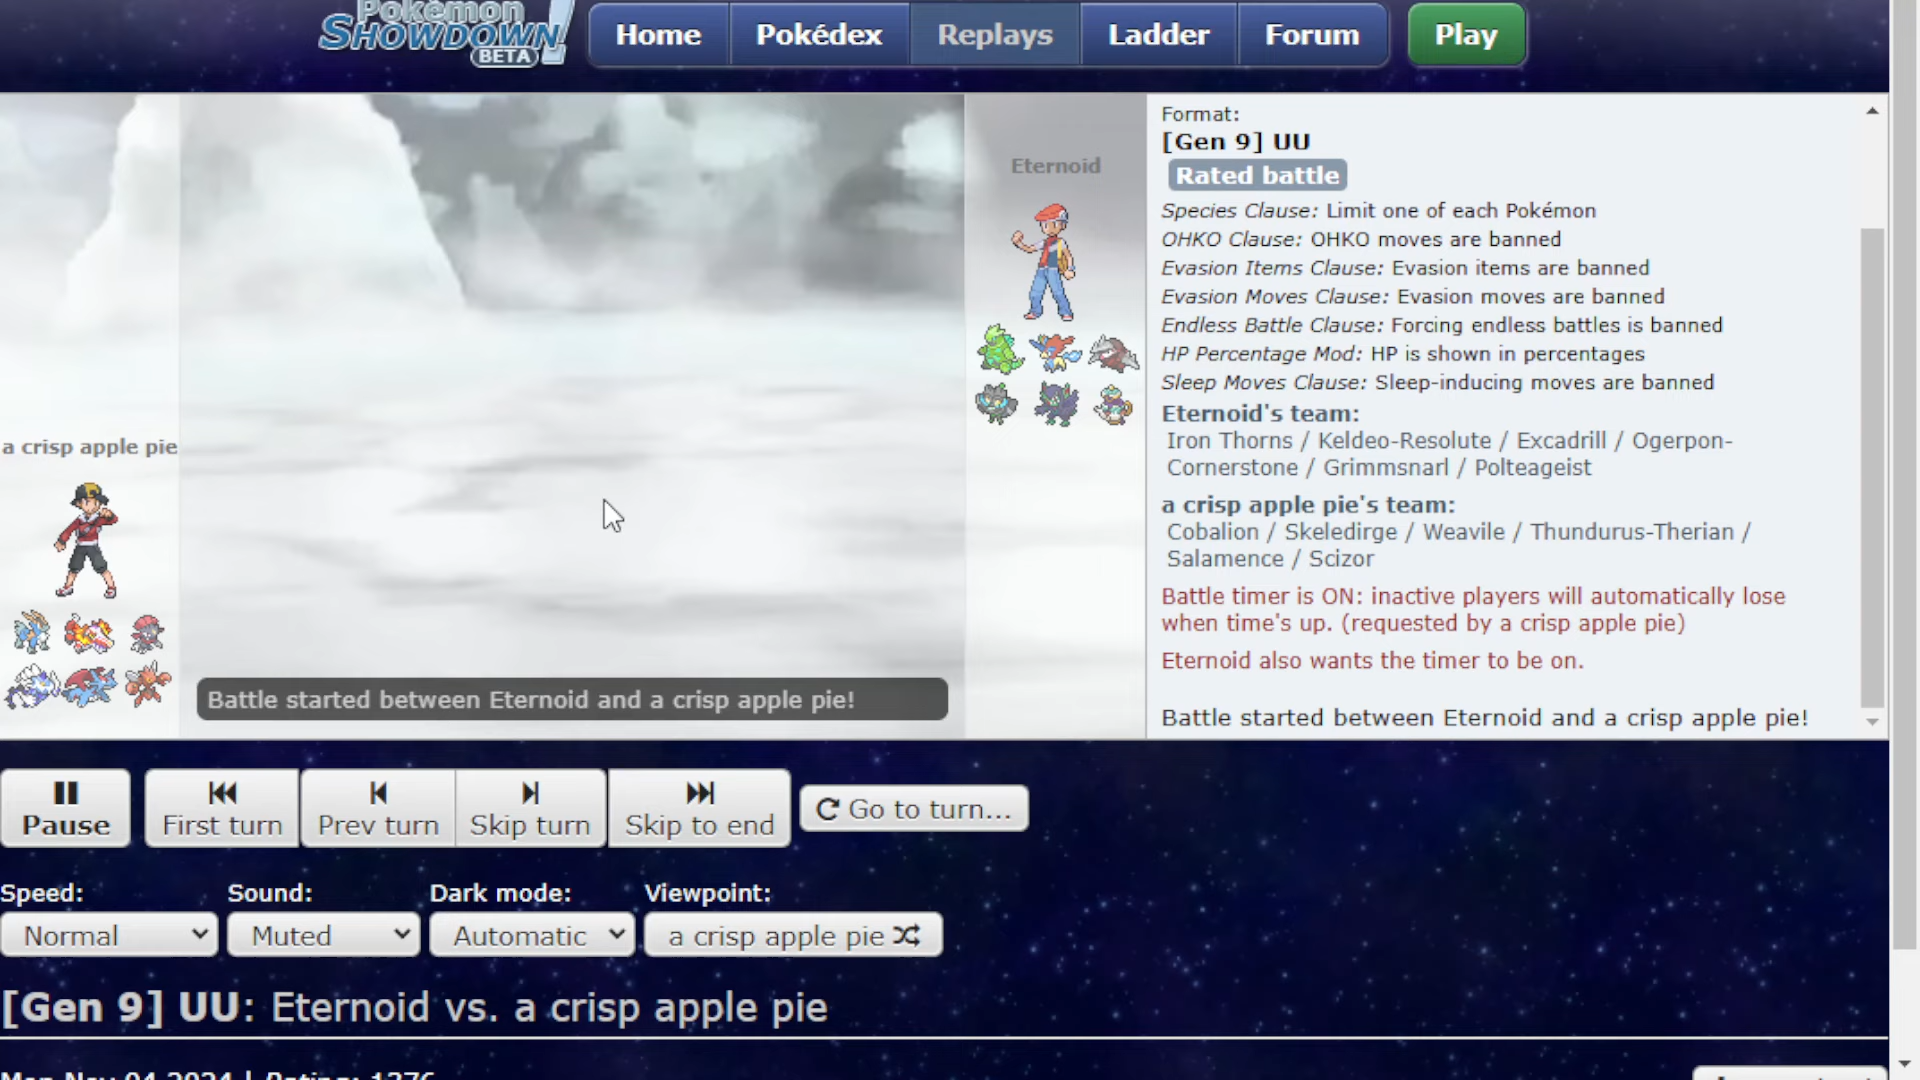 Pokémon
SHOWDOWN!
BETA
Home
Pokédex
Replays
Ladder
Forum
Play
Eternoid
a crisp apple pie
Battle started between Eternoid and a crisp apple pie!
Format:
[Gen 9] UU
Rated battle
Species Clause: Limit one of each Pokémon
OHKO Clause: OHKO moves are banned
Evasion Items Clause: Evasion items are banned
Evasion Moves Clause: Evasion moves are banned
Endless Battle Clause: Forcing endless battles is banned
HP Percentage Mod: HP is shown in percentages
Sleep Moves Clause: Sleep-inducing moves are banned
Eternoid's team:
Iron Thorns / Keldeo-Resolute / Excadrill / Ogerpon-
Cornerstone / Grimmsnarl / Polteageist
a crisp apple pie's team:
Cobalion / Skeledirge / Weavile / Thundurus-Therian /
Salamence / Scizor
Battle timer is ON: inactive players will automatically lose
when time's up. (requested by a crisp apple pie)
Eternoid also wants the timer to be on.
Battle started between Eternoid and a crisp apple pie!
Pause
First turn
Prev turn
Skip turn
Skip to end
Go to turn...
Speed:
Sound:
Dark mode:
Viewpoint:
Normal
Muted
Automatic
a crisp apple pie
[Gen 9] UU: Eternoid vs. a crisp apple pie
Mon Nov 04 2024 | Rating: 1376